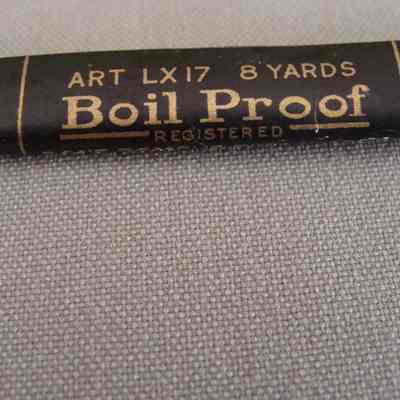 ART LX17 8 YARDS
Boil Proof
REGISTERED